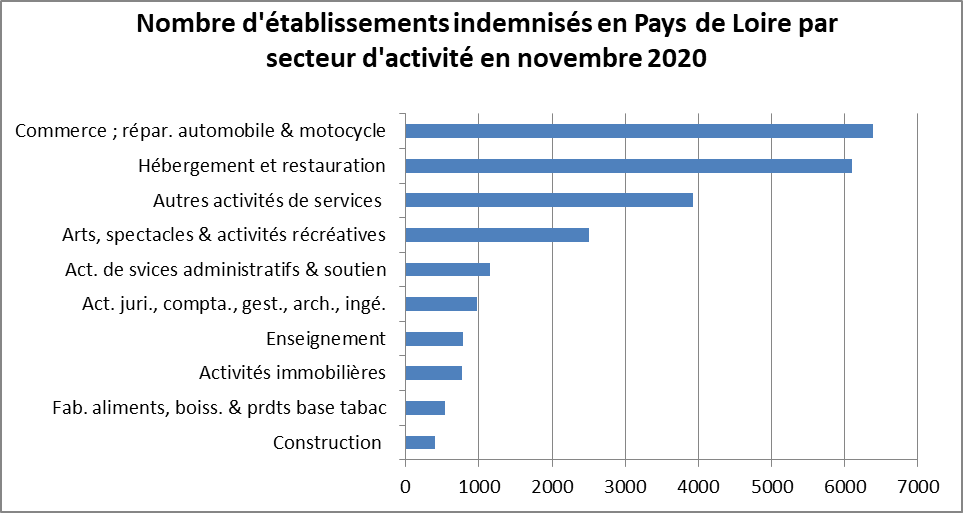 Nombre d'établissements indemnisés en Pays de Loire par
secteur d'activité en novembre 2020
Commerce ; répar. automobile & motocycle
Hébergement et restauration
Autres activités de services
Arts, spectacles & activités récréatives
Act. de svices administratifs & soutien
Act. juri., compta., gest., arch., ingé.
Enseignement
Activités immobilières
Fab. aliments, boiss. & prdts base tabac
Construction
0 1000 2000 3000 4000 5000 6000 7000